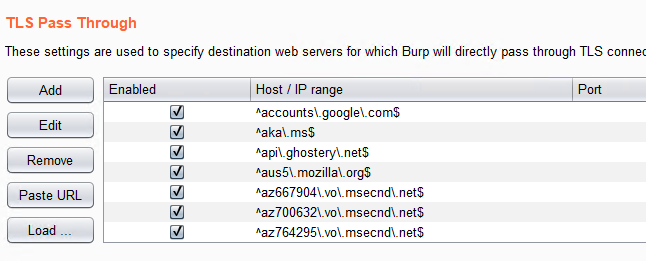 TLS Pass Through
These settings are used to specify destination web servers for which Burp will directly pass through TLS
Add
Edit
Remove
Paste URL
Load ...
Enabled Host / IP range Port
^accounts\.google\.com$
^aka\.ms$
^api\.ghostery\.net$
^aus5\.mozilla\.org$
^az667904\.vo\.msecnd\.net$
^az700632\.vo\.msecnd\.net$
^az764295\.vo\.msecnd\.net$